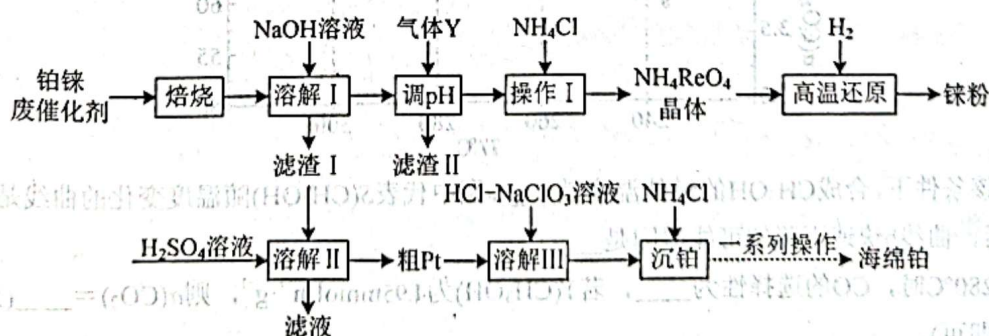 NaOH溶液 气体Y NH₄Cl H₂
铂铼
废催化剂 焙烧 溶解Ⅰ 调pH 操作Ⅰ NH₄ReO₄
晶体 高温还原 铼粉
滤渣Ⅰ 滤渣Ⅱ
HCl-NaClO₃溶液 NH₄Cl
H₂SO₄溶液 溶解Ⅱ 粗Pt 溶解Ⅲ 沉铂 一系列操作 海绵铂
滤液